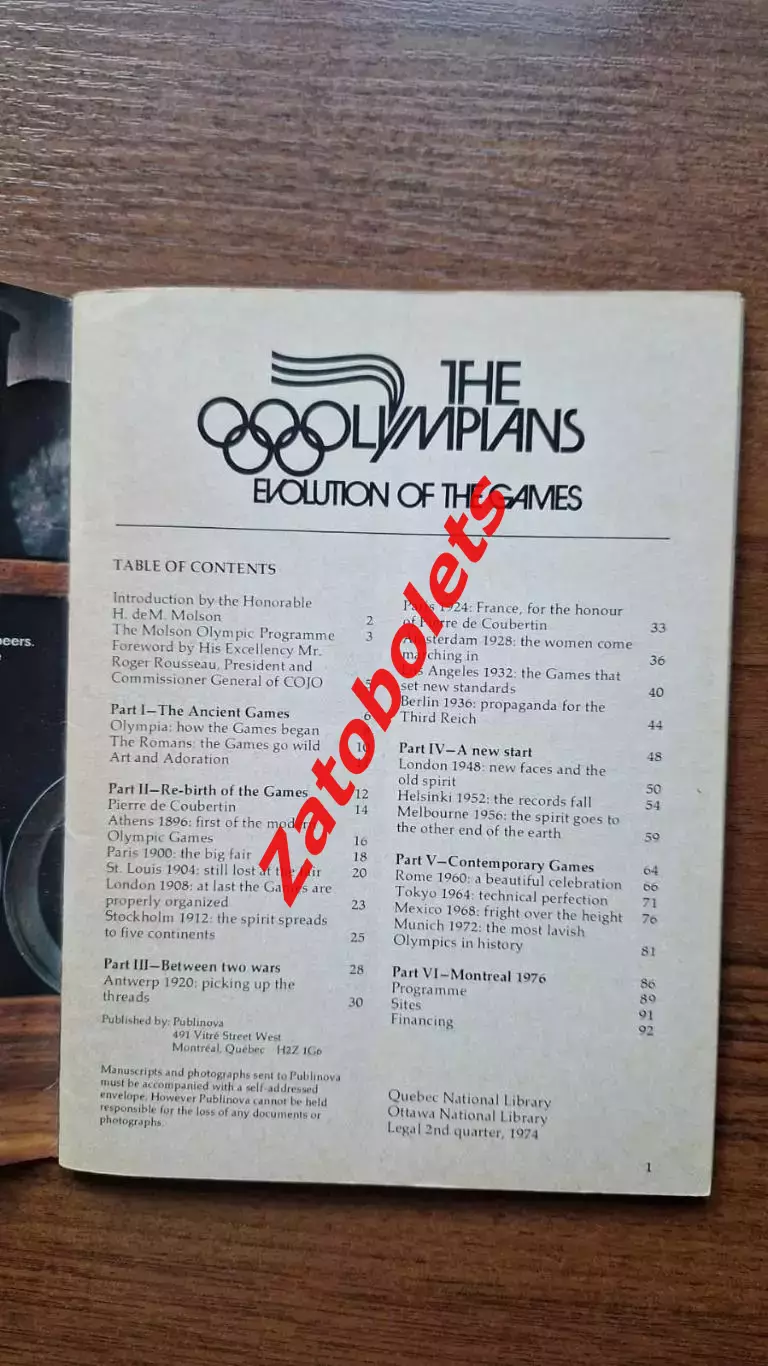 THE
OLYMPIANS
EVOLUTION OF THE GAMES
TABLE OF CONTENTS
Introduction by the Honorable
H. deM. Molson 2
The Molson Olympic Programme 3
Foreword by His Excellency Mr.
Roger Rousseau, President and
Commissioner General of COJO
Part I—The Ancient Games 6
Olympia: how the Games began
The Romans: the Games go wild 10
Art and Adoration
Part II—Re-birth of the Games 12
Pierre de Coubertin 14
Athens 1896: first of the modern
Olympic Games 16
Paris 1900: the big fair 18
St. Louis 1904: still lost at the fair 20
London 1908: at last the Games are
properly organized 23
Stockholm 1912: the spirit spreads
to five continents 25
Part III—Between two wars 28
Antwerp 1920: picking up the
threads 30
Published by: Publinova
491 Vitré Street West
Montréal, Québec H2Z 1G6
Manuscripts and photographs sent to Publinova
must be accompanied with a self-addressed
envelope. However Publinova cannot be held
responsible for the loss of any documents or
photographs.
Paris 1924: France, for the honour
of Pierre de Coubertin 33
Amsterdam 1928: the women come
marching in 36
Los Angeles 1932: the Games that
set new standards 40
Berlin 1936: propaganda for the
Third Reich 44
Part IV—A new start 48
London 1948: new faces and the
old spirit 50
Helsinki 1952: the records fall 54
Melbourne 1956: the spirit goes to
the other end of the earth 59
Part V—Contemporary Games 64
Rome 1960: a beautiful celebration 66
Tokyo 1964: technical perfection 71
Mexico 1968: fright over the height 76
Munich 1972: the most lavish
Olympics in history 81
Part VI—Montreal 1976 86
Programme 89
Sites 91
Financing 92
Quebec National Library
Ottawa National Library
Legal 2nd quarter, 1974
1
Zatobolets